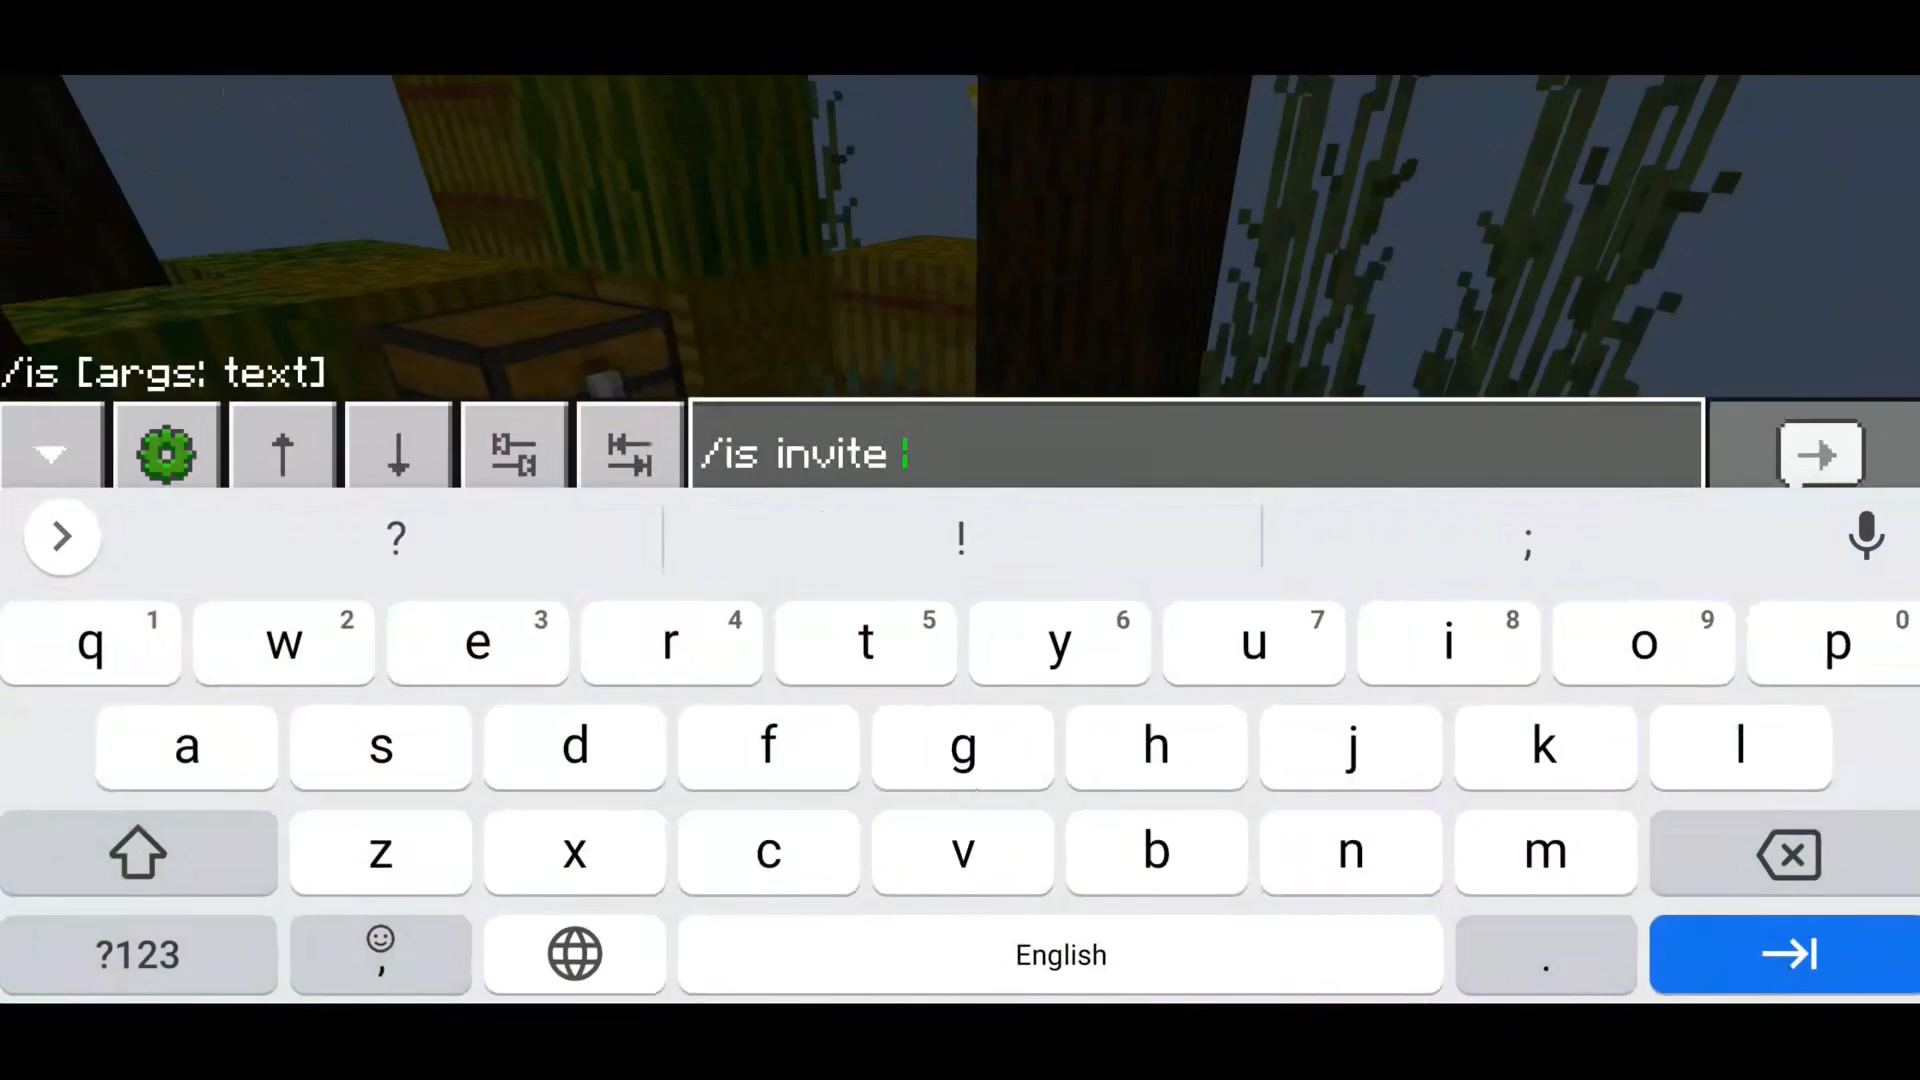 /is [args: text]
/is invite
? ! ;
q 1 w 2 e 3 r 4 t 5 y 6 u 7 i 8 o 9 p 0
a s d f g h j k l
z x c v b n m
?123 , English .